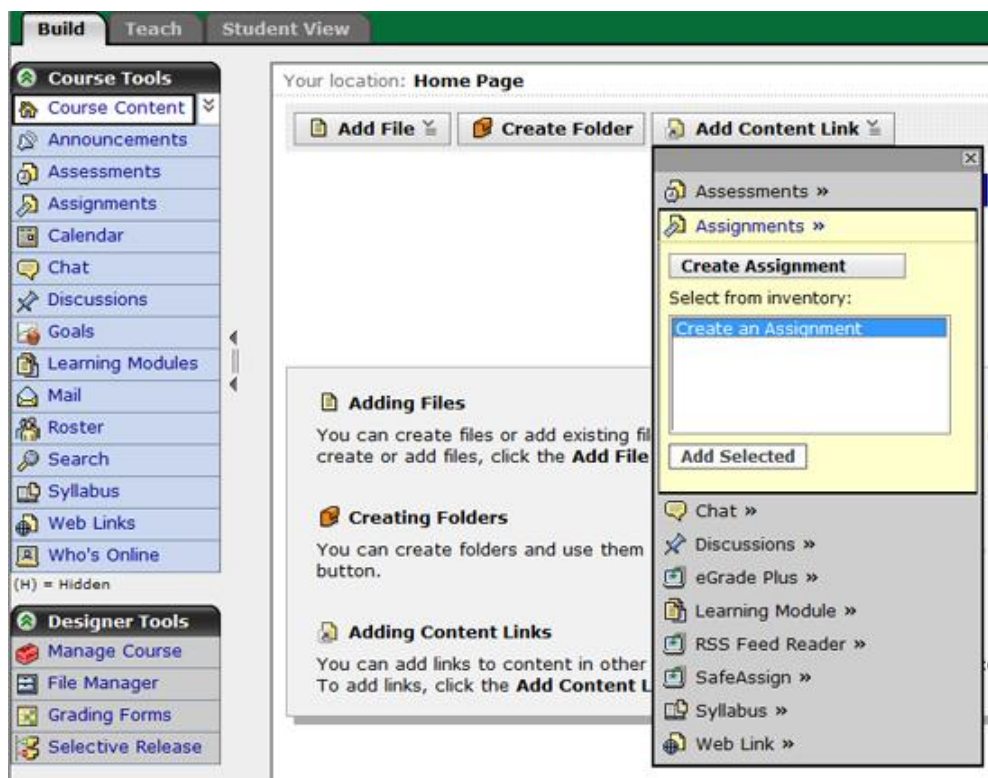 Build Teach Student View
Course Tools
Course Content
Announcements
Assessments
Assignments
Calendar
Chat
Discussions
Goals
Learning Modules
Mail
Roster
Search
Syllabus
Web Links
Who's Online
(H) = Hidden
Designer Tools
Manage Course
File Manager
Grading Forms
Selective Release
Your location: Home Page
Add File Create Folder Add Content Link
Adding Files
You can create files or add existing fil
create or add files, click the Add File
Creating Folders
You can create folders and use them
button.
Adding Content Links
You can add links to content in other
To add links, click the Add Content L
Assessments »
Assignments »
Create Assignment
Select from inventory:
Create an Assignment
Add Selected
Chat »
Discussions »
eGrade Plus »
Learning Module »
RSS Feed Reader »
SafeAssign »
Syllabus »
Web Link »